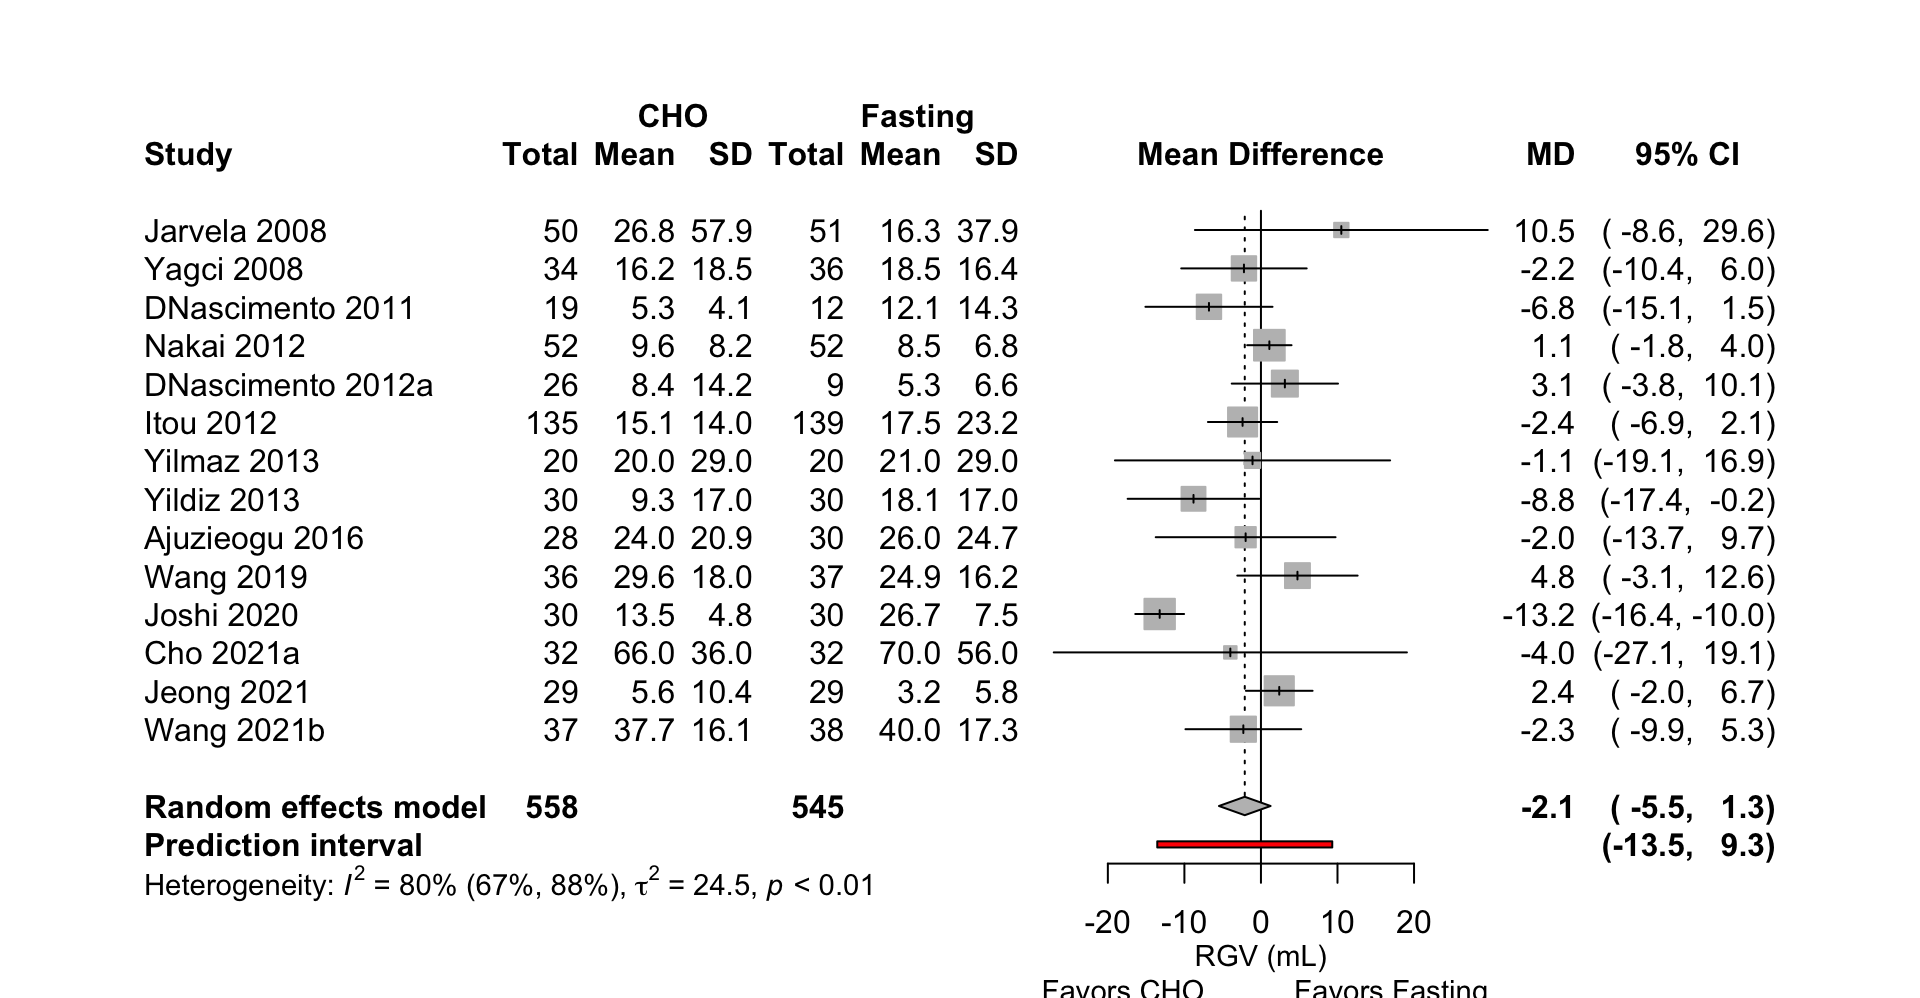 CHO Fasting
Study Total Mean SD Total Mean SD Mean Difference MD 95% CI
Jarvela 2008 50 26.8 57.9 51 16.3 37.9 10.5 ( -8.6, 29.6)
Yagci 2008 34 16.2 18.5 36 18.5 16.4 -2.2 (-10.4, 6.0)
DNascimento 2011 19 5.3 4.1 12 12.1 14.3 -6.8 (-15.1, 1.5)
Nakai 2012 52 9.6 8.2 52 8.5 6.8 1.1 ( -1.8, 4.0)
DNascimento 2012a 26 8.4 14.2 9 5.3 6.6 3.1 ( -3.8, 10.1)
Itou 2012 135 15.1 14.0 139 17.5 23.2 -2.4 ( -6.9, 2.1)
Yilmaz 2013 20 20.0 29.0 20 21.0 29.0 -1.1 (-19.1, 16.9)
Yildiz 2013 30 9.3 17.0 30 18.1 17.0 -8.8 (-17.4, -0.2)
Ajuzieogu 2016 28 24.0 20.9 30 26.0 24.7 -2.0 (-13.7, 9.7)
Wang 2019 36 29.6 18.0 37 24.9 16.2 4.8 ( -3.1, 12.6)
Joshi 2020 30 13.5 4.8 30 26.7 7.5 -13.2 (-16.4, -10.0)
Cho 2021a 32 66.0 36.0 32 70.0 56.0 -4.0 (-27.1, 19.1)
Jeong 2021 29 5.6 10.4 29 3.2 5.8 2.4 ( -2.0, 6.7)
Wang 2021b 37 37.7 16.1 38 40.0 17.3 -2.3 ( -9.9, 5.3)
Random effects model 558 545 -2.1 ( -5.5, 1.3)
Prediction interval (-13.5, 9.3)
Heterogeneity: I² = 80% (67%, 88%), τ² = 24.5, p < 0.01
-20 -10 0 10 20
RGV (mL)
Favors CHO Favors Fasting